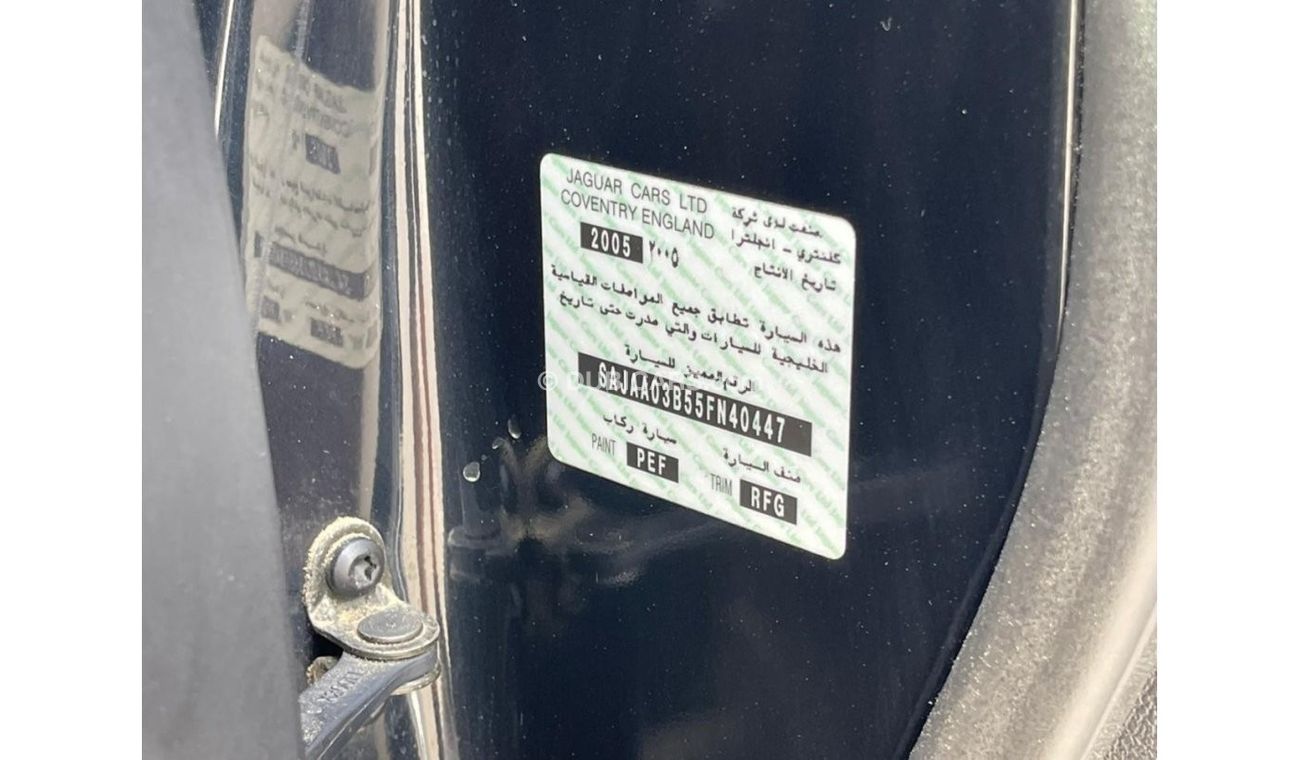 JAGUAR CARS LTD
COVENTRY ENGLAND
صنعت لدى شركة
كفنتري - انجلترا
2005 ٢٠٠٥
تاريخ الانتاج
هذه السيارة تطابق جميع المواصفات القياسية
الخليجية للسيارات والتي صدرت حتى تاريخ
الرقم المميز للسيارة
SAJAA03B55FN40447
صنف السيارة سيارة ركاب
PAINT PEF TRIM RFG